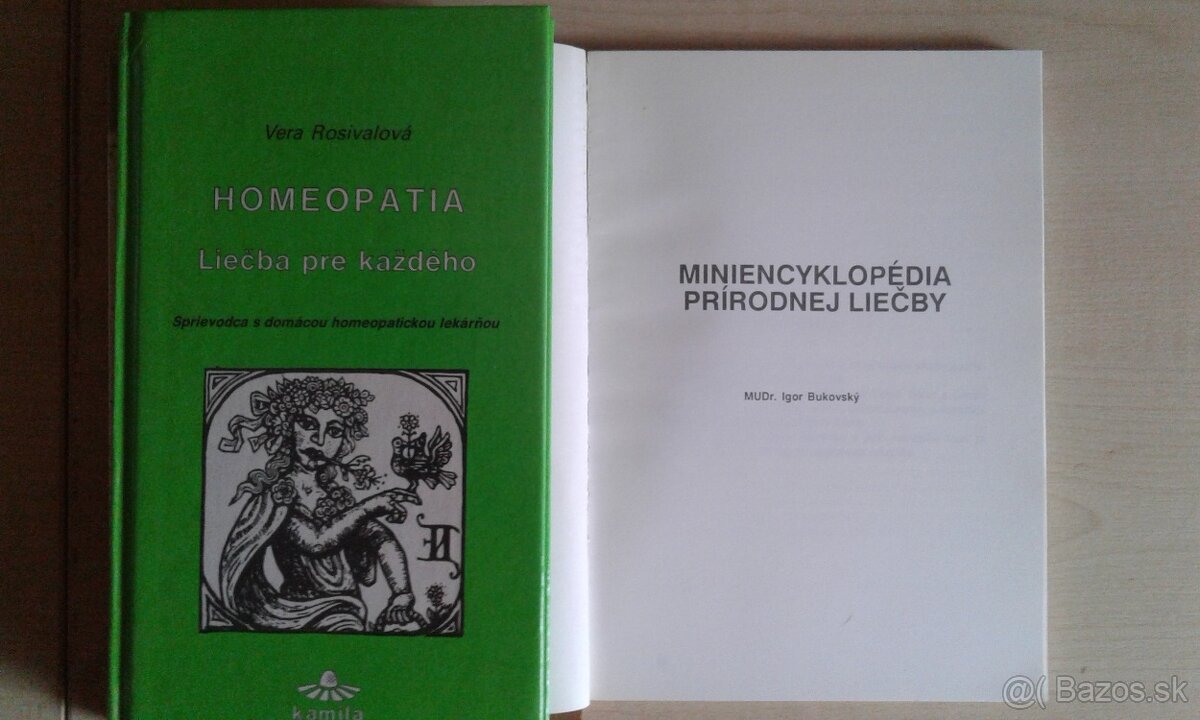 Vera Rosivalová
HOMEOPATIA
Liečba pre každého
Sprievodca s domácou homeopatickou lekárňou
kamila
MINIENCYKLOPÉDIA
PRÍRODNEJ LIEČBY
MUDr. Igor Bukovský
@( Bazos.sk